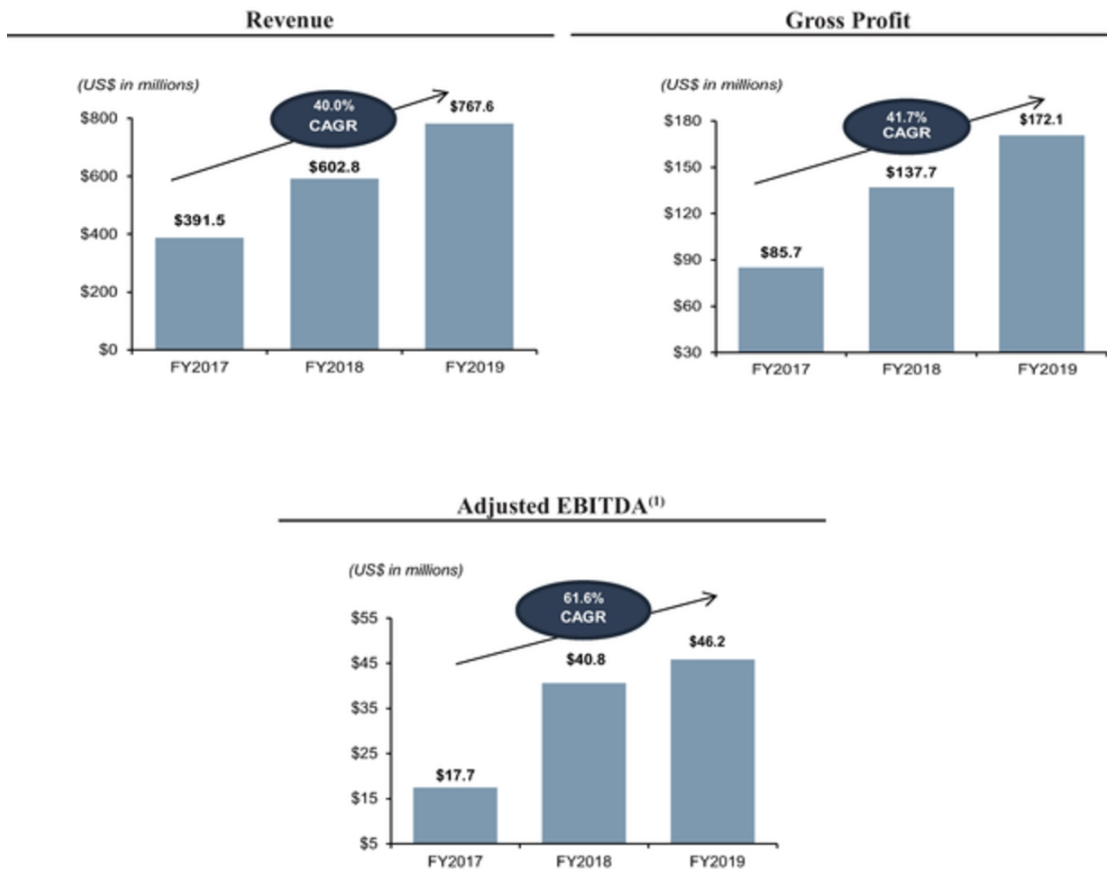 Revenue
(US$ in millions)
40.0%
CAGR
$800
$600
$400
$200
$0
$391.5
$602.8
$767.6
FY2017
FY2018
FY2019
Gross Profit
(US$ in millions)
41.7%
CAGR
$180
$150
$120
$90
$60
$30
$85.7
$137.7
$172.1
FY2017
FY2018
FY2019
Adjusted EBITDA(1)
(US$ in millions)
61.6%
CAGR
$55
$45
$35
$25
$15
$5
$17.7
$40.8
$46.2
FY2017
FY2018
FY2019